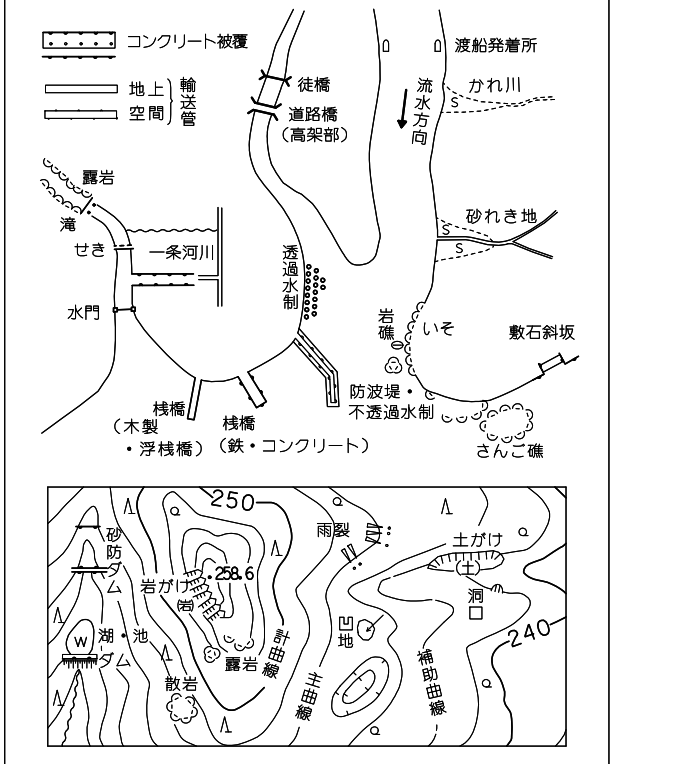 コンクリート被覆
地上
空間
輸送管
徒橋
道路橋
(高架部)
渡船発着所
流水方向
かれ川
S
露岩
滝
せき
一条河川
水門
透過水制
砂れき地
S
S
岩礁
いそ
敷石斜坂
防波堤・
不透過水制
さんご礁
桟橋
(木製
・浮桟橋)
桟橋
(鉄・コンクリート)
250
砂防ダム
岩がけ
(岩)
258.6
雨裂
土がけ
(土)
洞口
240
W
湖・池
ダム
凹地
露岩
散岩
計曲線
主曲線
補助曲線